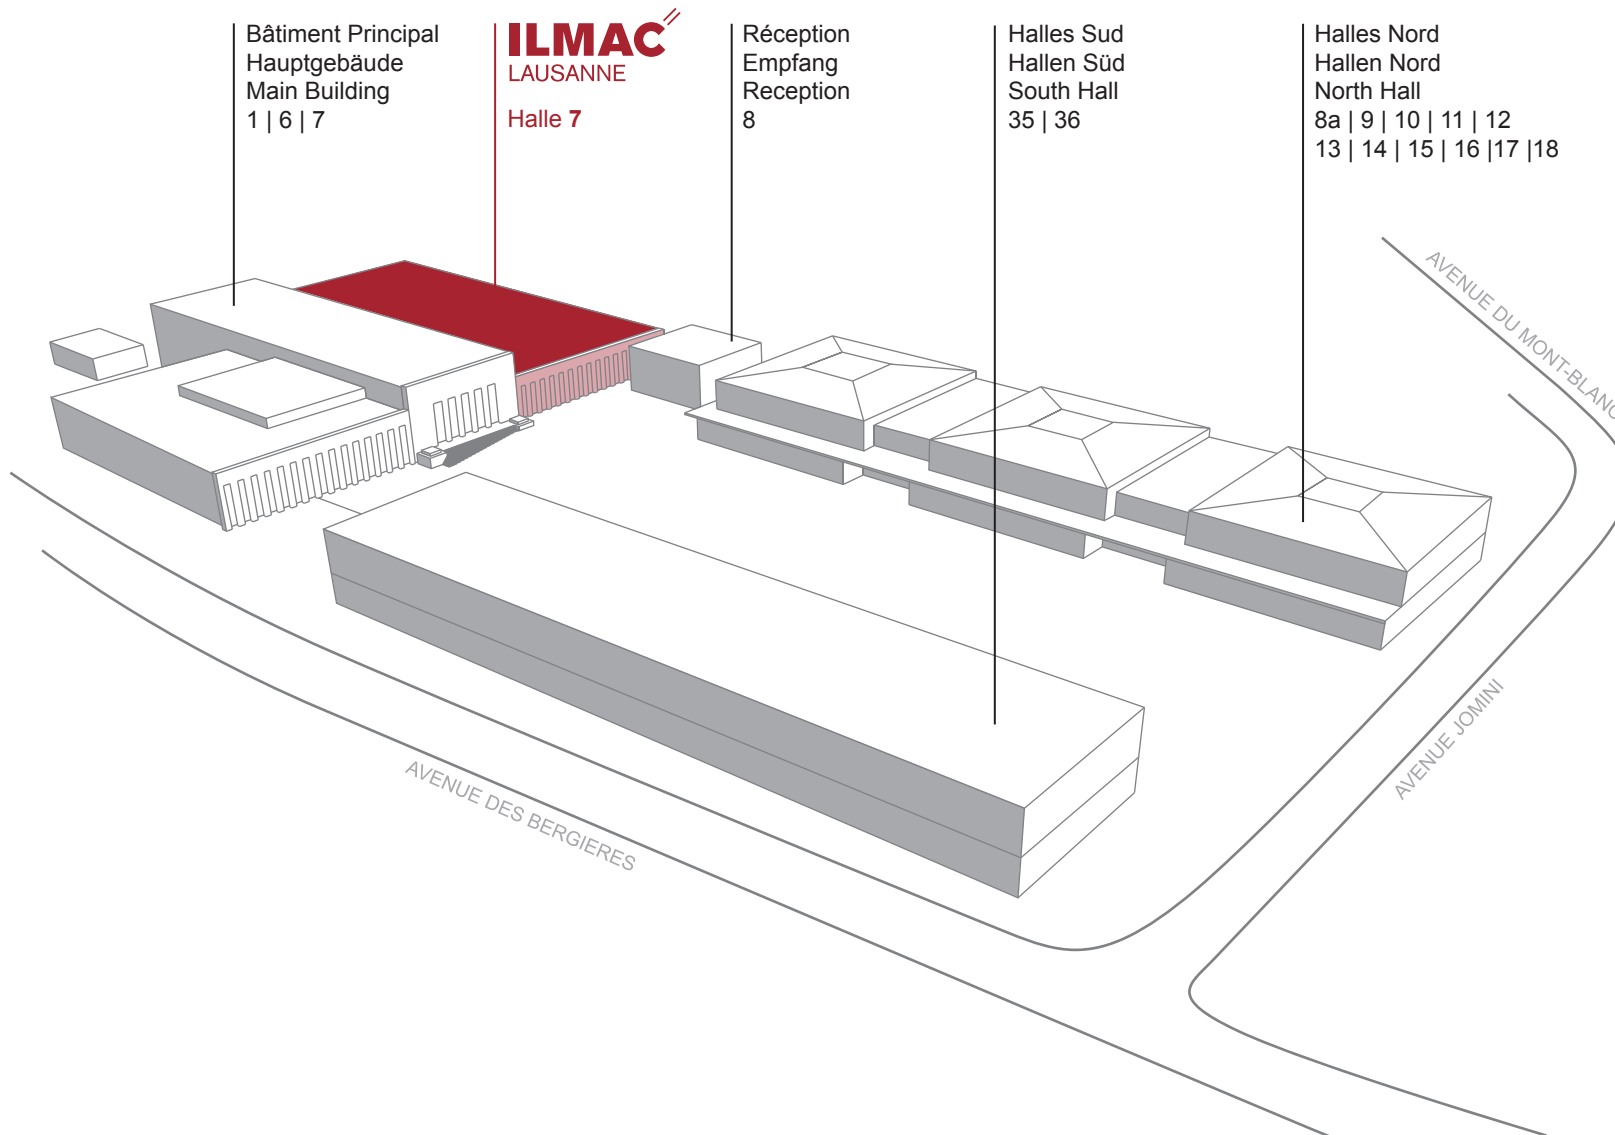 Bâtiment Principal
Hauptgebäude
Main Building
1 | 6 | 7
ILMAC
LAUSANNE
Halle 7
Réception
Empfang
Reception
8
Halles Sud
Hallen Süd
South Hall
35 | 36
Halles Nord
Hallen Nord
North Hall
8a | 9 | 10 | 11 | 12
13 | 14 | 15 | 16 |17 |18
AVENUE DU MONT-BLANC
AVENUE JOMINI
AVENUE DES BERGIERES